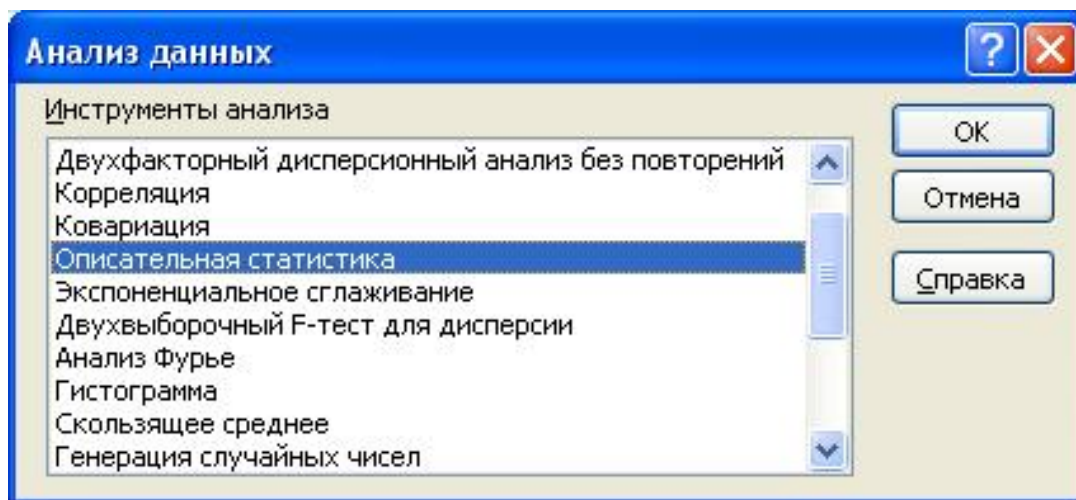 Анализ данных
Инструменты анализа
Двухфакторный дисперсионный анализ без повторений
Корреляция
Ковариация
Описательная статистика
Экспоненциальное сглаживание
Двухвыборочный F-тест для дисперсии
Анализ Фурье
Гистограмма
Скользящее среднее
Генерация случайных чисел
ОК
Отмена
Справка